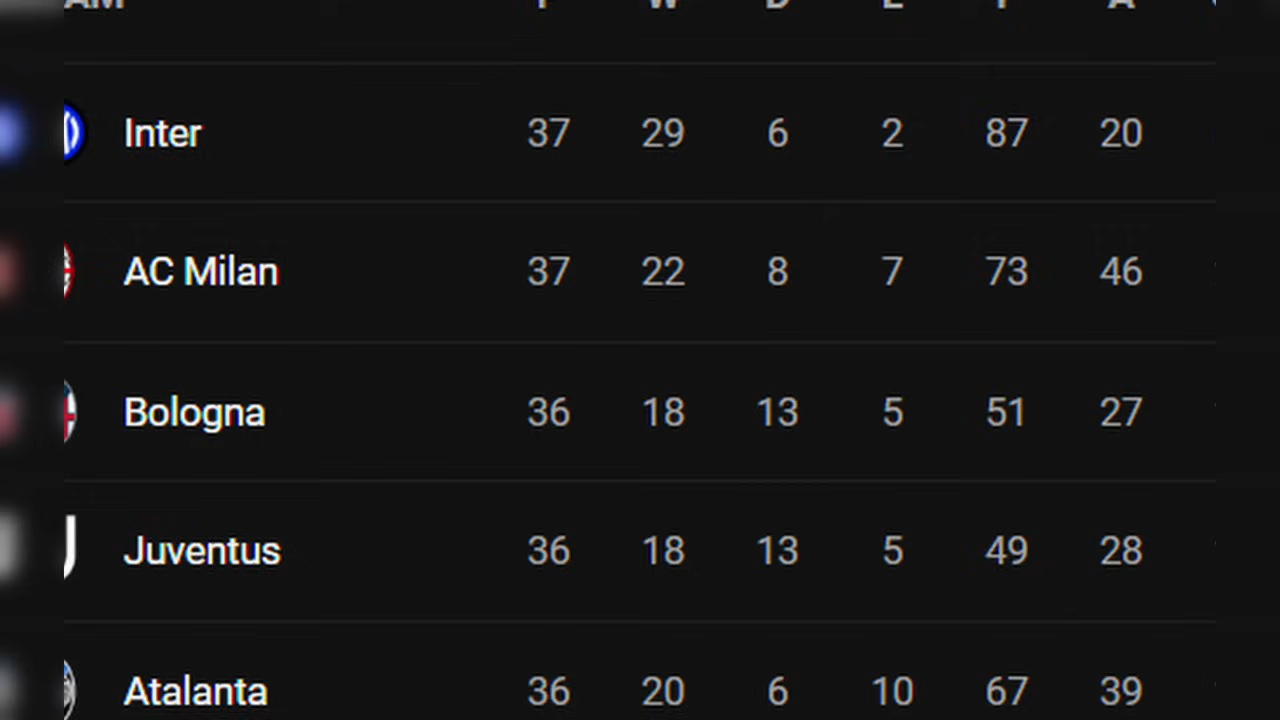 Inter 37 29 6 2 87 20
AC Milan 37 22 8 7 73 46
Bologna 36 18 13 5 51 27
Juventus 36 18 13 5 49 28
Atalanta 36 20 6 10 67 39